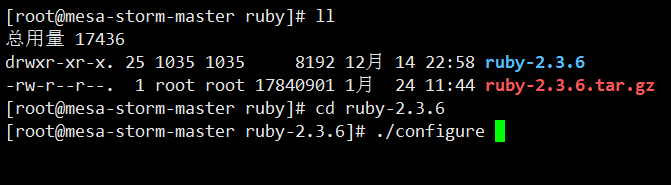 [root@mesa-storm-master ruby]# ll
总用量 17436
drwxr-xr-x. 25 1035 1035     8192 12月 14 22:58 ruby-2.3.6
-rw-r--r--.  1 root root 17840901 1月  24 11:44 ruby-2.3.6.tar.gz
[root@mesa-storm-master ruby]# cd ruby-2.3.6
[root@mesa-storm-master ruby-2.3.6]# ./configure